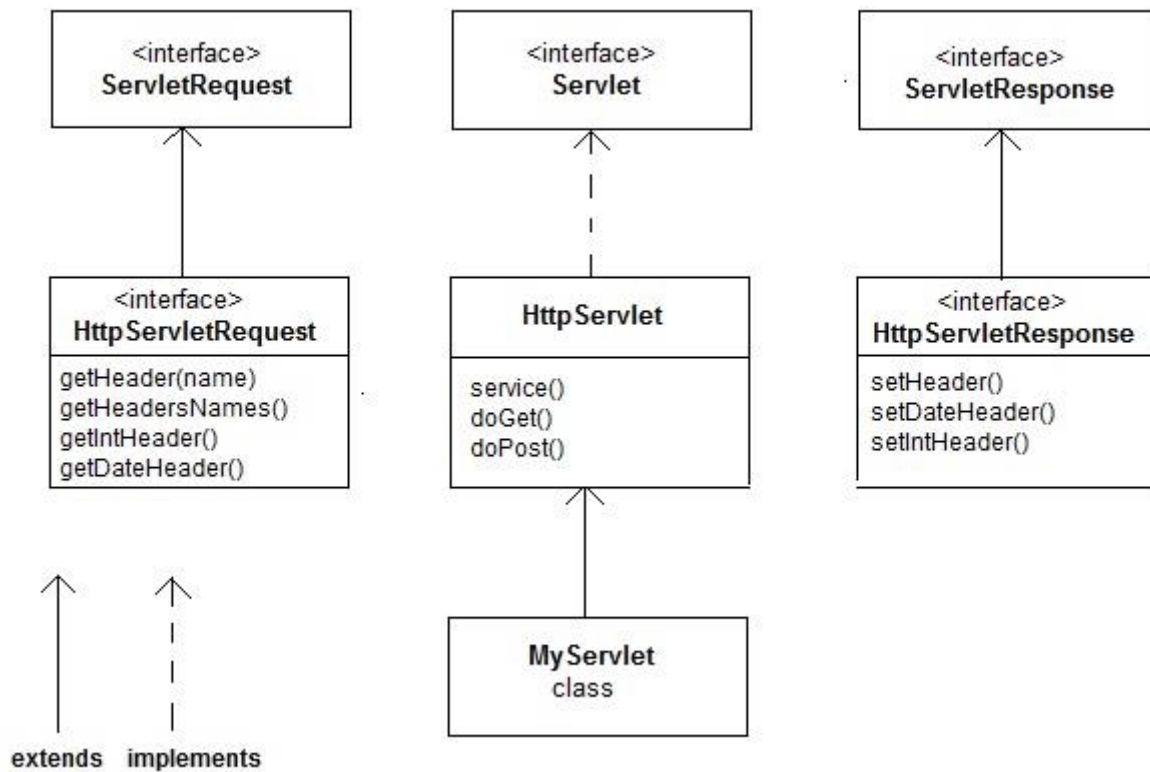 <interface>
ServletRequest
<interface>
Servlet
<interface>
ServletResponse
<interface>
HttpServletRequest
getHeader(name)
getHeadersNames()
getIntHeader()
getDateHeader()
HttpServlet
service()
doGet()
doPost()
<interface>
HttpServletResponse
setHeader()
setDateHeader()
setIntHeader()
MyServlet
class
extends
implements